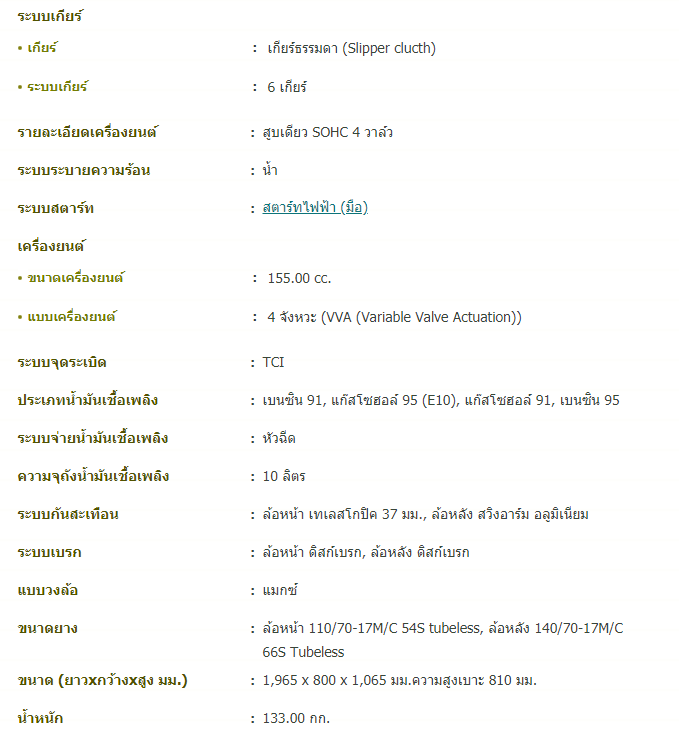 ระบบเกียร์
• เกียร์ : เกียร์ธรรมดา (Slipper clucth)
• ระบบเกียร์ : 6 เกียร์
รายละเอียดเครื่องยนต์ : สูบเดียว SOHC 4 วาล์ว
ระบบระบายความร้อน : น้ำ
ระบบสตาร์ท : สตาร์ทไฟฟ้า (มือ)
เครื่องยนต์
• ขนาดเครื่องยนต์ : 155.00 cc.
• แบบเครื่องยนต์ : 4 จังหวะ (VVA (Variable Valve Actuation))
ระบบจุดระเบิด : TCI
ประเภทน้ำมันเชื้อเพลิง : เบนซิน 91, แก๊สโซฮอล์ 95 (E10), แก๊สโซฮอล์ 91, เบนซิน 95
ระบบจ่ายน้ำมันเชื้อเพลิง : หัวฉีด
ความจุถังน้ำมันเชื้อเพลิง : 10 ลิตร
ระบบกันสะเทือน : ล้อหน้า เทเลสโกปิค 37 มม., ล้อหลัง สวิงอาร์ม อลูมิเนียม
ระบบเบรก : ล้อหน้า ดิสก์เบรก, ล้อหลัง ดิสก์เบรก
แบบวงล้อ : แมกซ์
ขนาดยาง : ล้อหน้า 110/70-17M/C 54S tubeless, ล้อหลัง 140/70-17M/C
66S Tubeless
ขนาด (ยาวxกว้างxสูง มม.) : 1,965 x 800 x 1,065 มม.ความสูงเบาะ 810 มม.
น้ำหนัก : 133.00 กก.